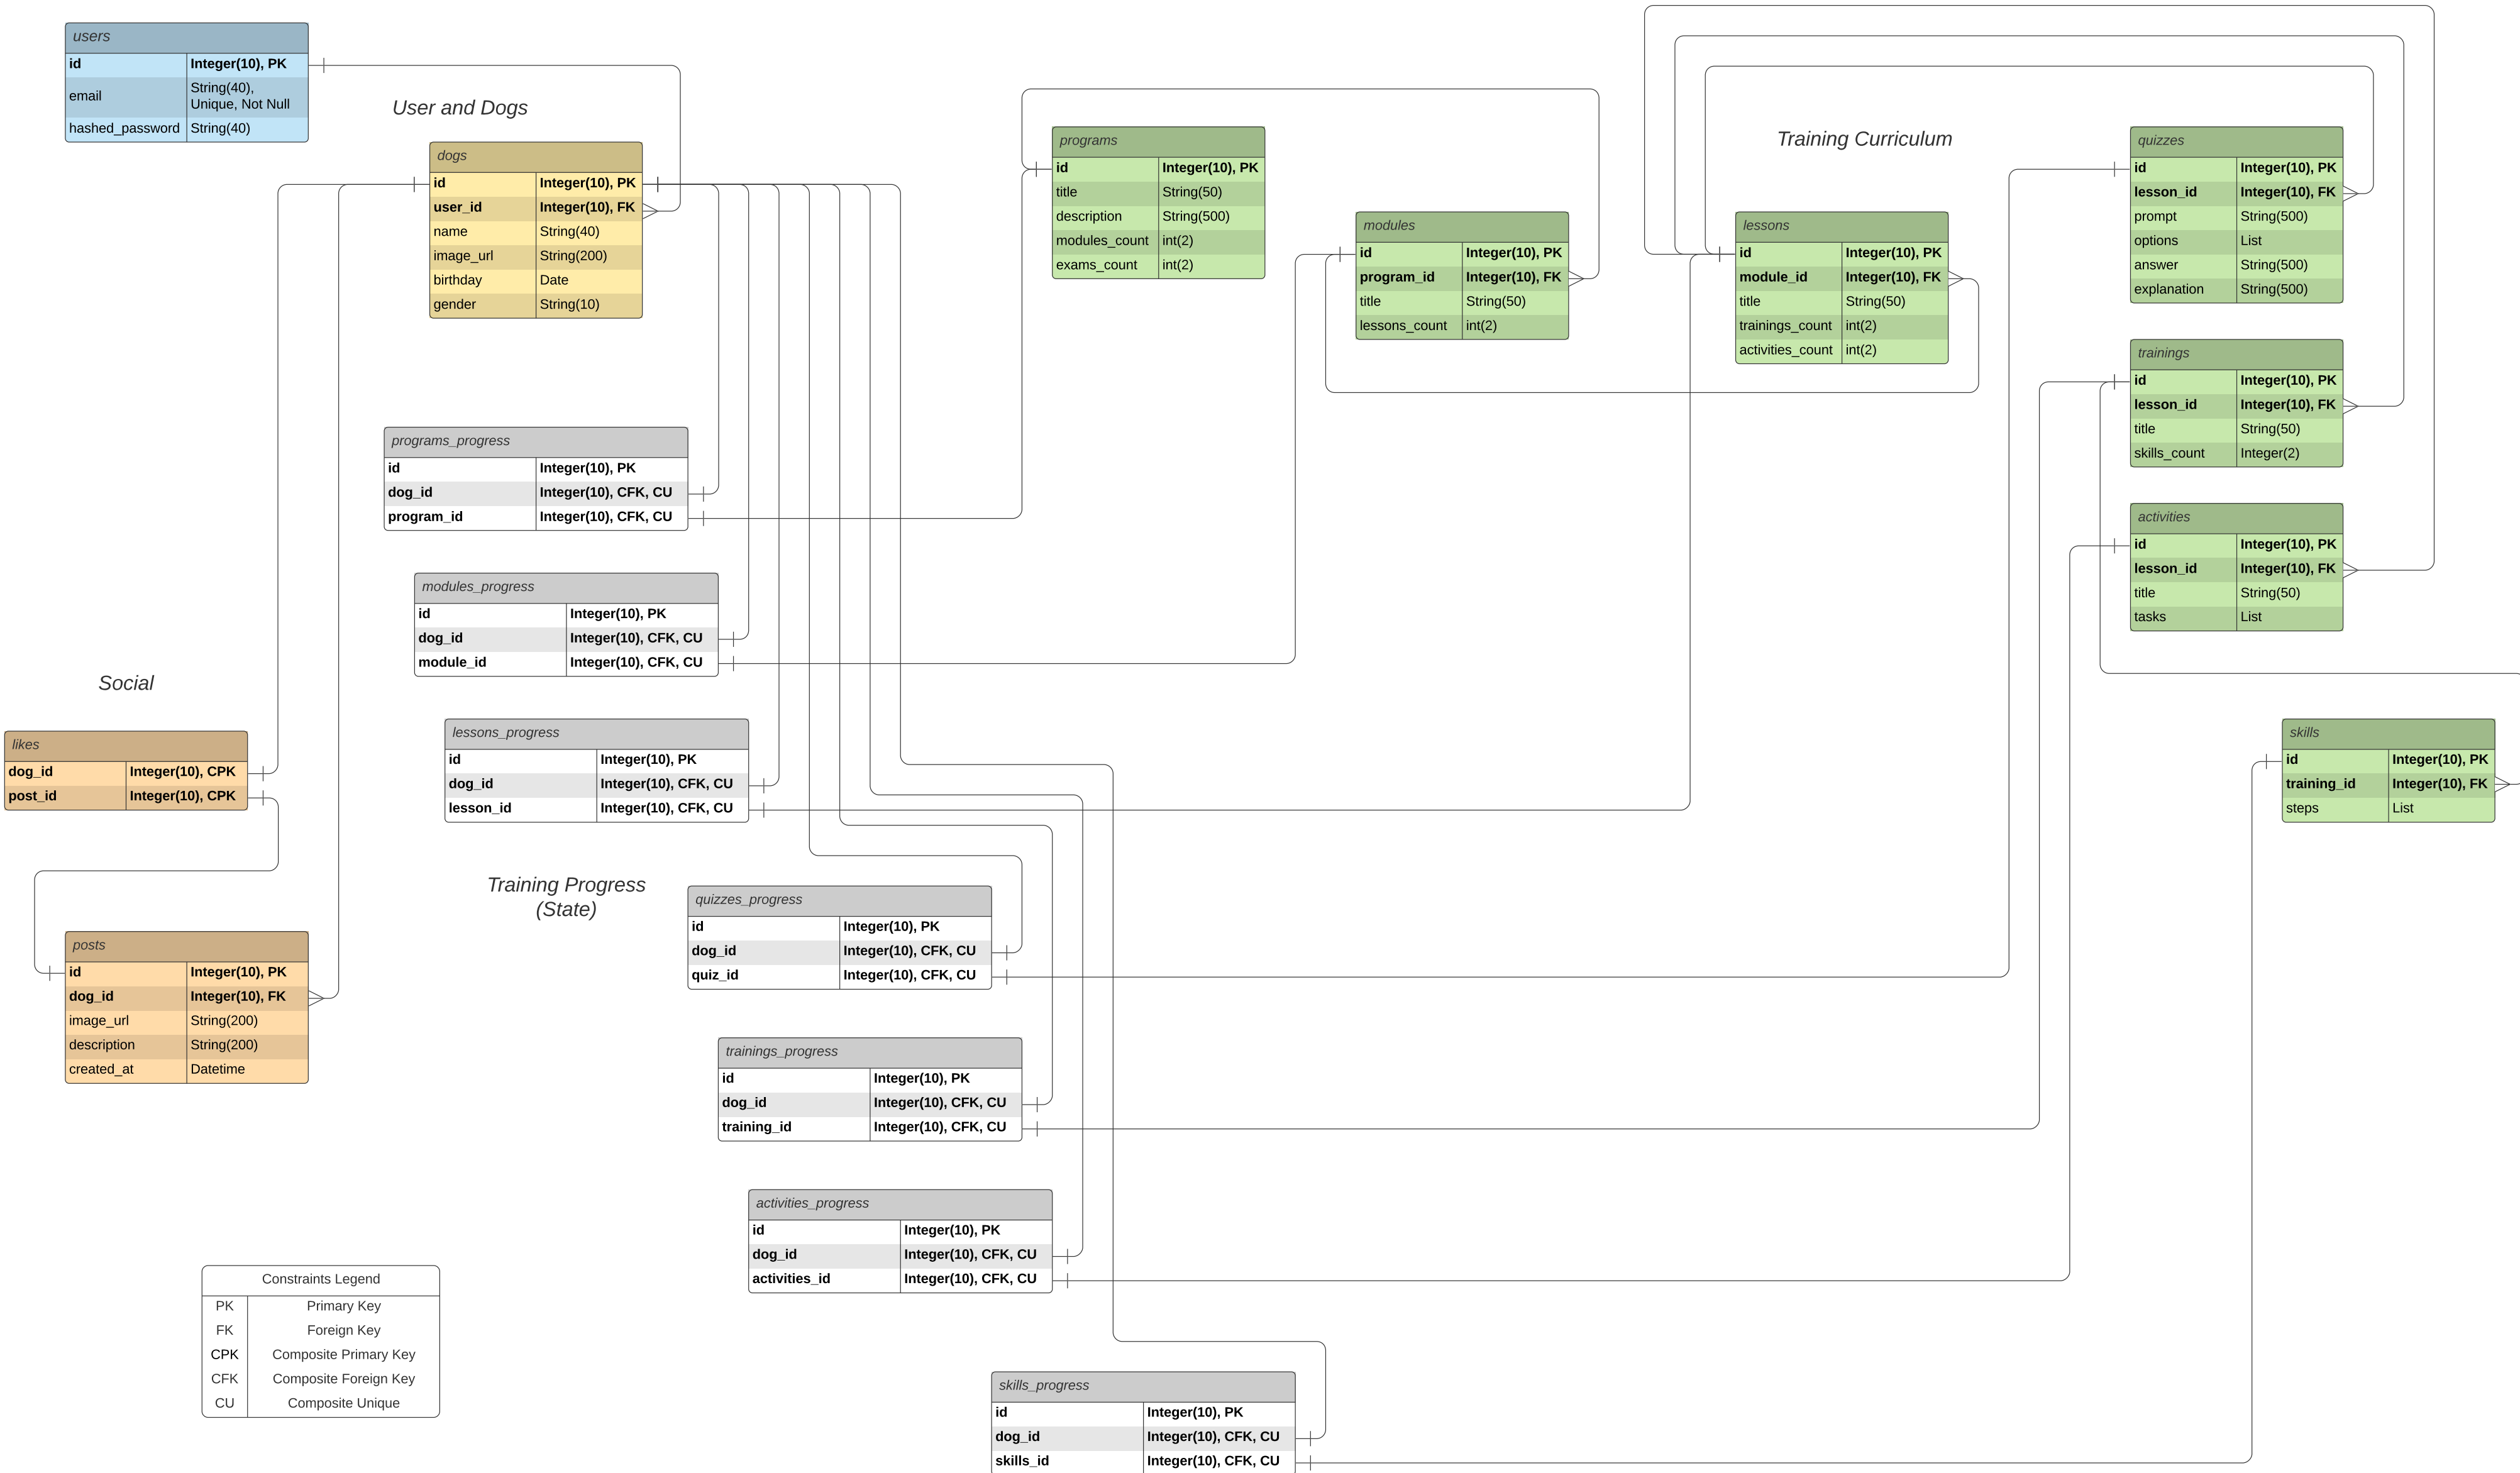 users
id Integer(10), PK
email String(40),
Unique, Not Null
hashed_password String(40)
User and Dogs
dogs
id Integer(10), PK
user_id Integer(10), FK
name String(40)
image_url String(200)
birthday Date
gender String(10)
programs
id Integer(10), PK
title String(50)
description String(500)
modules_count int(2)
exams_count int(2)
Training Curriculum
modules
id Integer(10), PK
program_id Integer(10), FK
title String(50)
lessons_count int(2)
lessons
id Integer(10), PK
module_id Integer(10), FK
title String(50)
trainings_count int(2)
activities_count int(2)
quizzes
id Integer(10), PK
lesson_id Integer(10), FK
prompt String(500)
options List
answer String(500)
explanation String(500)
trainings
id Integer(10), PK
lesson_id Integer(10), FK
title String(50)
skills_count Integer(2)
activities
id Integer(10), PK
lesson_id Integer(10), FK
title String(50)
tasks List
skills
id Integer(10), PK
training_id Integer(10), FK
steps List
programs_progress
id Integer(10), PK
dog_id Integer(10), CFK, CU
program_id Integer(10), CFK, CU
modules_progress
id Integer(10), PK
dog_id Integer(10), CFK, CU
module_id Integer(10), CFK, CU
lessons_progress
id Integer(10), PK
dog_id Integer(10), CFK, CU
lesson_id Integer(10), CFK, CU
Social
likes
dog_id Integer(10), CPK
post_id Integer(10), CPK
posts
id Integer(10), PK
dog_id Integer(10), FK
image_url String(200)
description String(200)
created_at Datetime
Training Progress
(State)
quizzes_progress
id Integer(10), PK
dog_id Integer(10), CFK, CU
quiz_id Integer(10), CFK, CU
trainings_progress
id Integer(10), PK
dog_id Integer(10), CFK, CU
training_id Integer(10), CFK, CU
activities_progress
id Integer(10), PK
dog_id Integer(10), CFK, CU
activities_id Integer(10), CFK, CU
skills_progress
id Integer(10), PK
dog_id Integer(10), CFK, CU
skills_id Integer(10), CFK, CU
Constraints Legend
PK Primary Key
FK Foreign Key
CPK Composite Primary Key
CFK Composite Foreign Key
CU Composite Unique